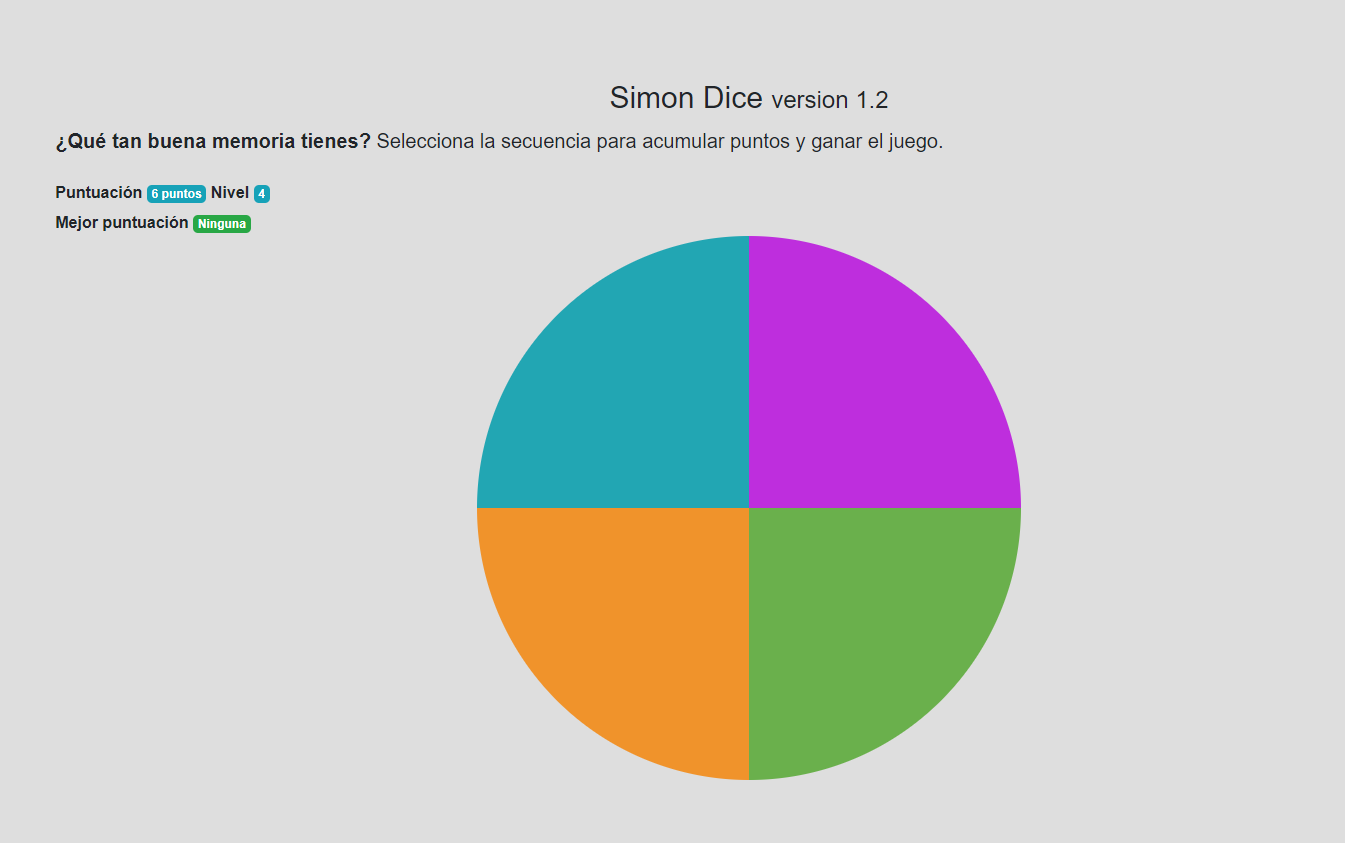 Simon Dice version 1.2
¿Qué tan buena memoria tienes? Selecciona la secuencia para acumular puntos y ganar el juego.
Puntuación 6 puntos Nivel 4
Mejor puntuación Ninguna